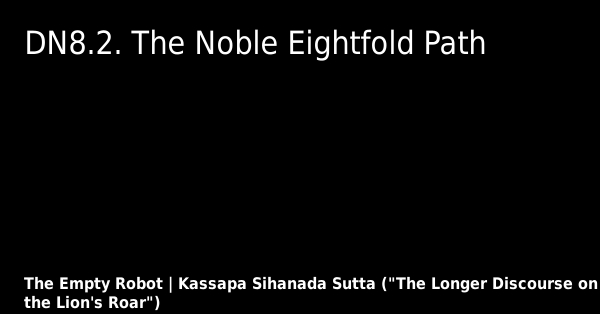 DN8.2. The Noble Eightfold Path
The Empty Robot | Kassapa Sihanada Sutta ("The Longer Discourse on
the Lion's Roar")